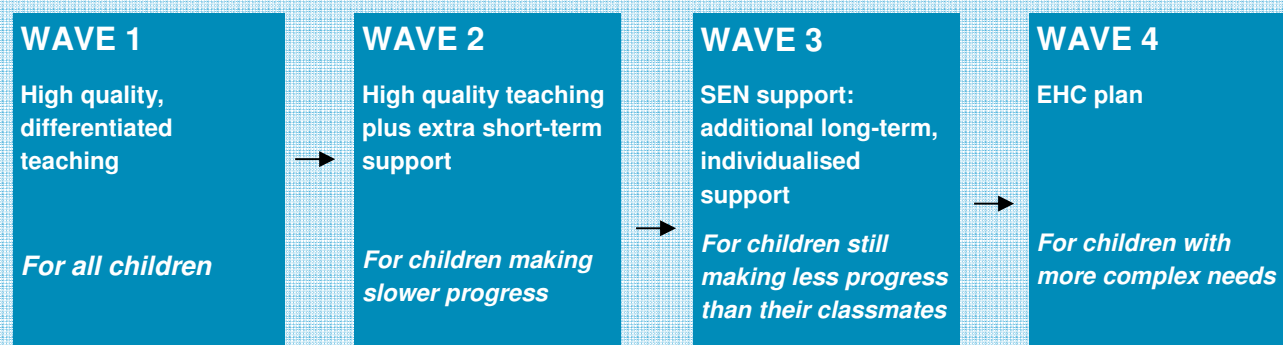 WAVE 1
High quality,
differentiated
teaching
For all children
WAVE 2
High quality teaching
plus extra short-term
support
For children making
slower progress
WAVE 3
SEN support:
additional long-term,
individualised
support
For children still
making less progress
than their classmates
WAVE 4
EHC plan
For children with
more complex needs